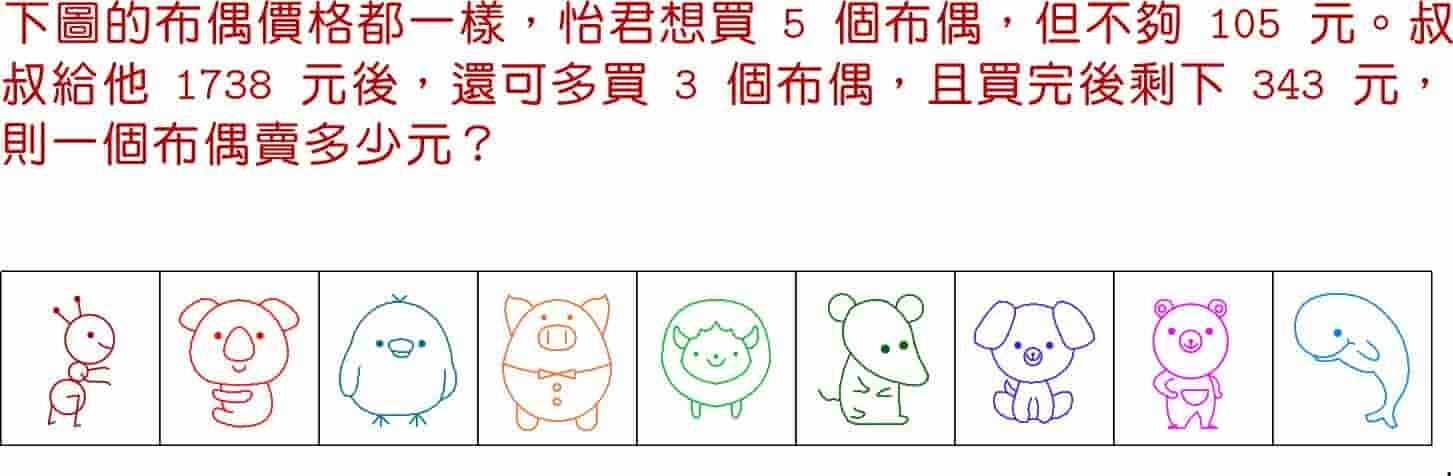 下圖的布偶價格都一樣，怡君想買 5 個布偶，但不夠 105 元。叔
叔給他 1738 元後，還可多買 3 個布偶，且買完後剩下 343 元，
則一個布偶賣多少元？